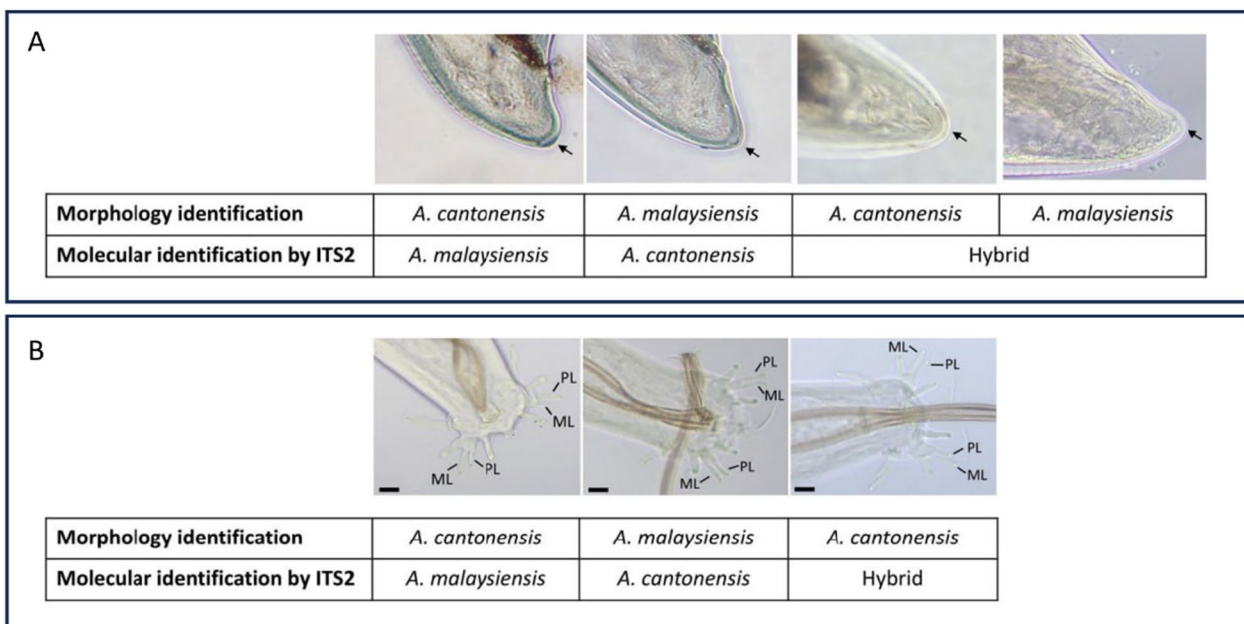 A
Morphology identification A. cantonensis A. malaysiensis A. cantonensis A. malaysiensis
Molecular identification by ITS2 A. malaysiensis A. cantonensis Hybrid
B
PL
ML
ML
PL
PL
ML
ML
PL
ML
PL
PL
ML
Morphology identification A. cantonensis A. malaysiensis A. cantonensis
Molecular identification by ITS2 A. malaysiensis A. cantonensis Hybrid